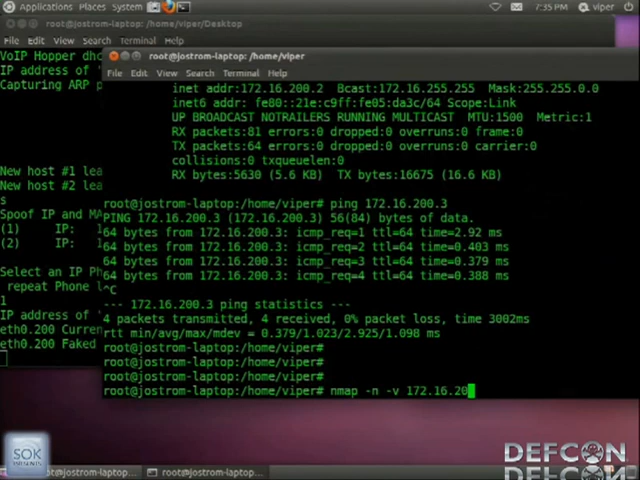 Applications Places System
7:35 PM viper
root@jostrom-laptop: /home/viper/Desktop
File Edit View Search Terminal Help
VoIP Hopper dhc
IP address of
Capturing ARP p
New host #1 lea
New host #2 lea
s
Spoof IP and MA
(1) IP: 1
(2) IP: 1
Select an IP Ph
repeat Phone l
1
IP address of
eth0.200 Curren
eth0.200 Faked
root@jostrom-laptop: /home/viper
File Edit View Search Terminal Help
inet addr:172.16.200.2 Bcast:172.16.255.255 Mask:255.255.0.0
inet6 addr: fe80::21e:c9ff:fe05:da3c/64 Scope:Link
UP BROADCAST NOTRAILERS RUNNING MULTICAST MTU:1500 Metric:1
RX packets:81 errors:0 dropped:0 overruns:0 frame:0
TX packets:64 errors:0 dropped:0 overruns:0 carrier:0
collisions:0 txqueuelen:0
RX bytes:5630 (5.6 KB) TX bytes:16675 (16.6 KB)
root@jostrom-laptop:/home/viper# ping 172.16.200.3
PING 172.16.200.3 (172.16.200.3) 56(84) bytes of data.
64 bytes from 172.16.200.3: icmp_req=1 ttl=64 time=2.92 ms
64 bytes from 172.16.200.3: icmp_req=2 ttl=64 time=0.403 ms
64 bytes from 172.16.200.3: icmp_req=3 ttl=64 time=0.379 ms
64 bytes from 172.16.200.3: icmp_req=4 ttl=64 time=0.388 ms
^C
--- 172.16.200.3 ping statistics ---
4 packets transmitted, 4 received, 0% packet loss, time 3002ms
rtt min/avg/max/mdev = 0.379/1.023/2.925/1.098 ms
root@jostrom-laptop:/home/viper#
root@jostrom-laptop:/home/viper#
root@jostrom-laptop:/home/viper#
root@jostrom-laptop:/home/viper# nmap -n -v 172.16.20
SOK
DEFCON
root@jostrom-laptop...
root@jostrom-laptop:...